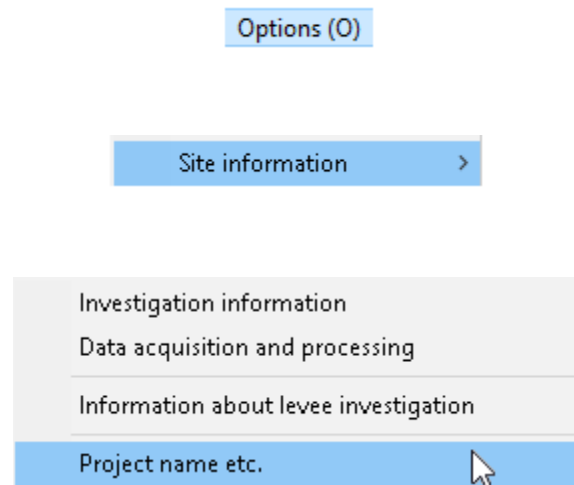 Options (O)
Site information
Investigation information
Data acquisition and processing
Information about levee investigation
Project name etc.